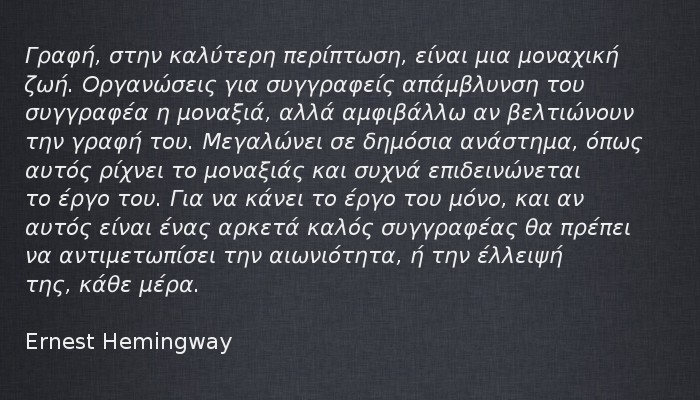 Γραφή, στην καλύτερη περίπτωση, είναι μια μοναχική
ζωή. Οργανώσεις για συγγραφείς απάμβλυνση του
συγγραφέα η μοναξιά, αλλά αμφιβάλλω αν βελτιώνουν
την γραφή του. Μεγαλώνει σε δημόσια ανάστημα, όπως
αυτός ρίχνει το μοναξιάς και συχνά επιδεινώνεται
το έργο του. Για να κάνει το έργο του μόνο, και αν
αυτός είναι ένας αρκετά καλός συγγραφέας θα πρέπει
να αντιμετωπίσει την αιωνιότητα, ή την έλλειψή
της, κάθε μέρα.
Ernest Hemingway